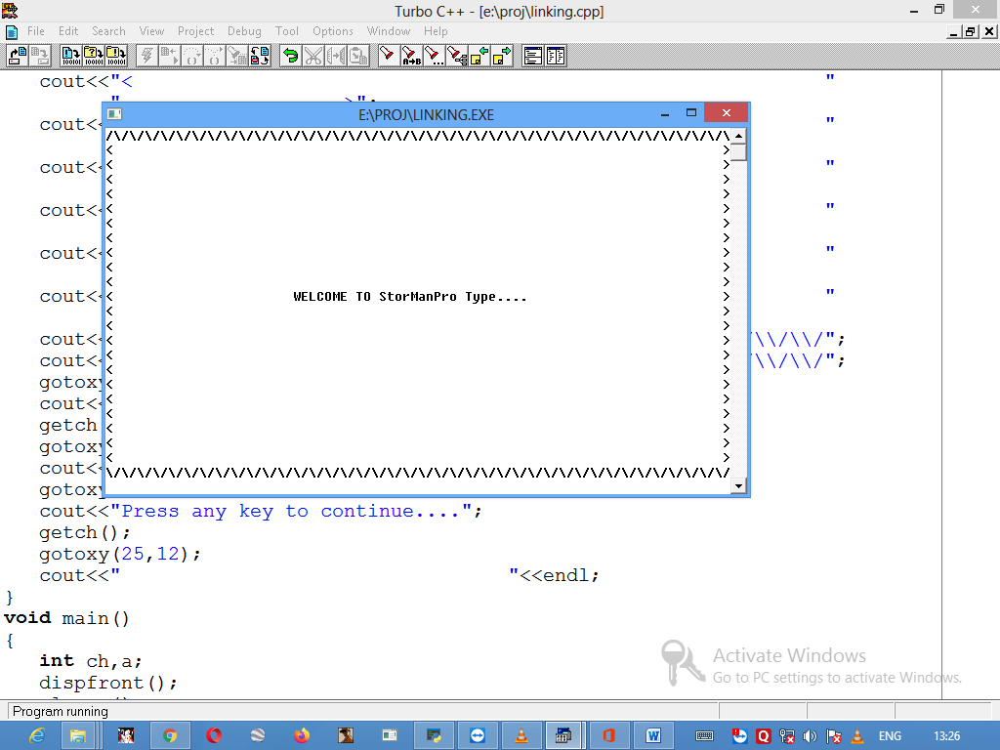 Turbo C++ - [e:\proj\linking.cpp]
File Edit Search View Project Debug Tool Options Window Help
cout<<"< "
" >";
cout<< "
cout<< "
cout<< "
cout<< "
cout<< "
cout<< \\/\\/";
cout<< \\/\\/";
gotoxy
cout<<
getch
gotoxy
cout<<
gotoxy
cout<<"Press any key to continue....";
getch();
gotoxy(25,12);
cout<<" "<<endl;
}
void main()
{
int ch,a;
dispfront();
E:\PROJ\LINKING.EXE
/\/\/\/\/\/\/\/\/\/\/\/\/\/\/\/\/\/\/\/\/\/\/\/\/\/\/\/\/\/\/\/\/\/\/\/\/\/\/\/\
< >
< >
< >
< >
< >
< >
< >
< >
< >
< >
< WELCOME TO StorManPro Type.... >
< >
< >
< >
< >
< >
< >
< >
< >
< >
< >
< >
\/\/\/\/\/\/\/\/\/\/\/\/\/\/\/\/\/\/\/\/\/\/\/\/\/\/\/\/\/\/\/\/\/\/\/\/\/\/\/\/
Activate Windows
Go to PC settings to activate Windows.
Program running
ENG 13:26